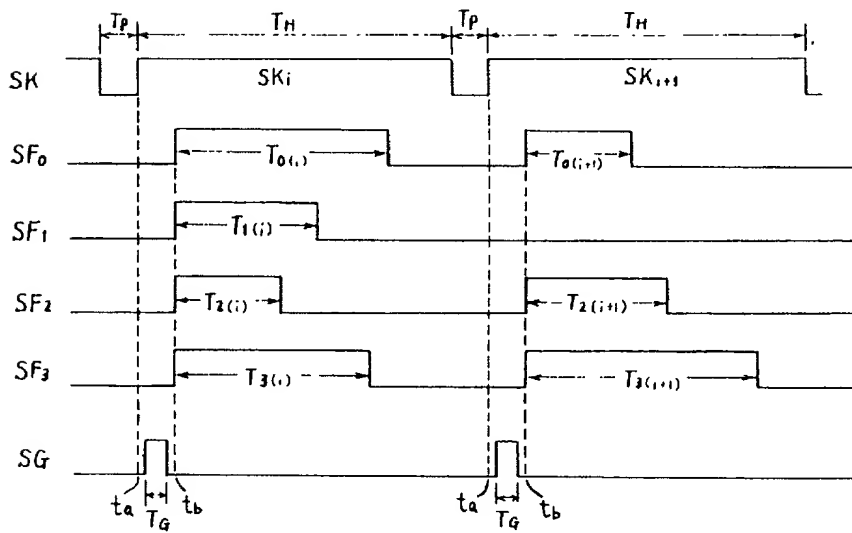 TP TH TP TH
SK SKi SKi+1
SF0 T0(i) T0(i+1)
SF1 T1(i)
SF2 T2(i) T2(i+1)
SF3 T3(i) T3(i+1)
SG
ta TG tb ta TG tb